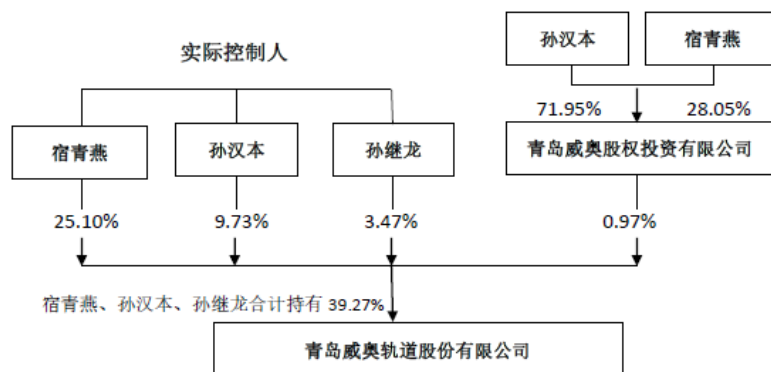 实际控制人
孙汉本
宿青燕
71.95%
28.05%
宿青燕
孙汉本
孙继龙
青岛威奥股权投资有限公司
25.10%
9.73%
3.47%
0.97%
宿青燕、孙汉本、孙继龙合计持有 39.27%
青岛威奥轨道股份有限公司